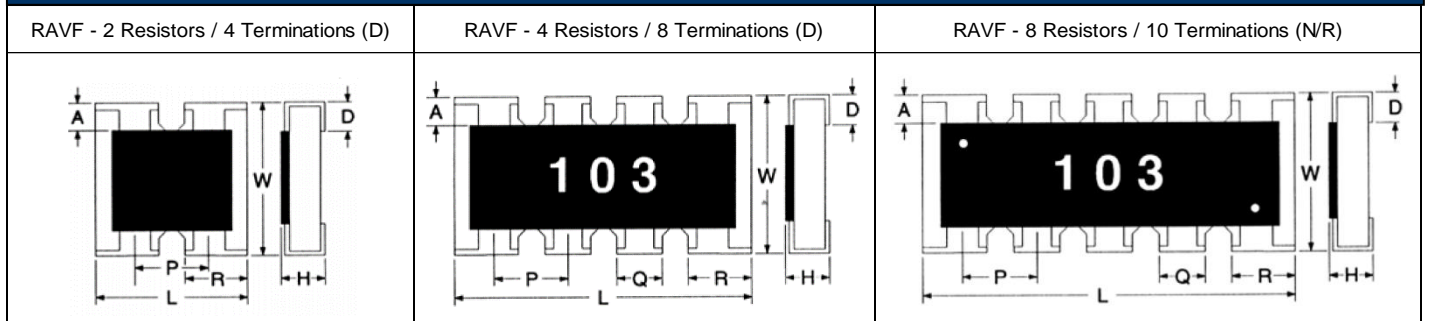 RAVF - 2 Resistors / 4 Terminations (D)
RAVF - 4 Resistors / 8 Terminations (D)
RAVF - 8 Resistors / 10 Terminations (N/R)
A
W
D
P
R
H
L
A
103
W
D
P
Q
R
H
L
A
103
W
D
P
Q
R
H
L